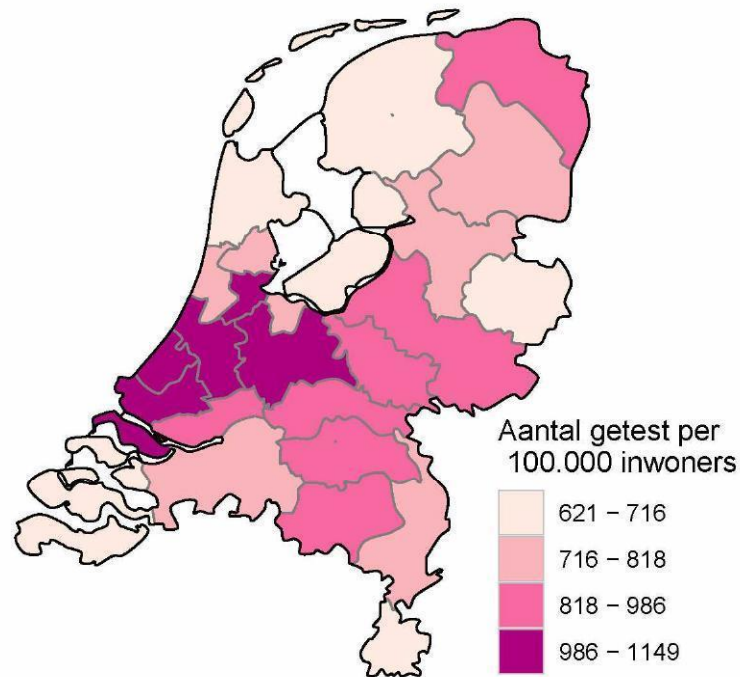 Aantal getest per
100.000 inwoners
621 – 716
716 – 818
818 – 986
986 – 1149